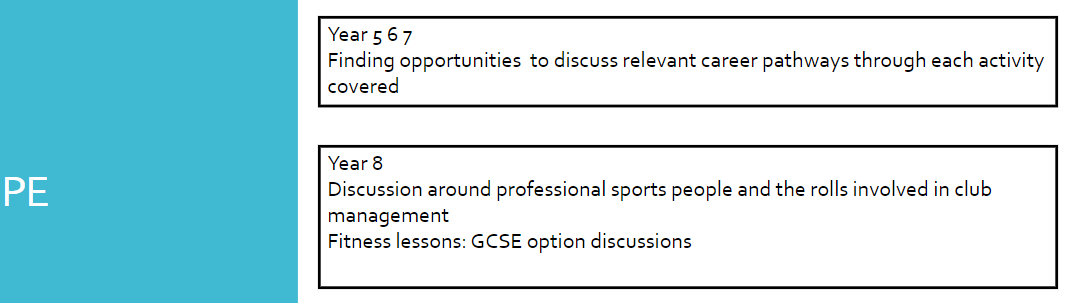 PE
Year 5 6 7
Finding opportunities  to discuss relevant career pathways through each activity
covered
Year 8
Discussion around professional sports people and the rolls involved in club
management
Fitness lessons: GCSE option discussions